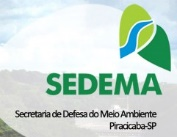 SEDEMA
Secretaria de Defesa do Meio Ambiente
Piracicaba-SP